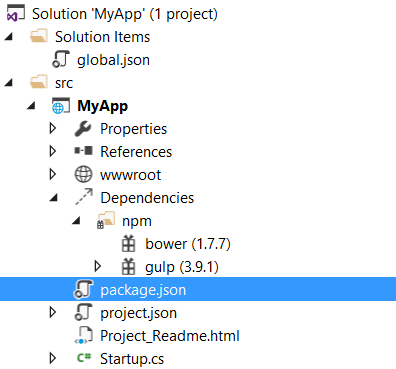 Solution 'MyApp' (1 project)
Solution Items
global.json
src
MyApp
Properties
References
wwwroot
Dependencies
npm
bower (1.7.7)
gulp (3.9.1)
package.json
project.json
Project_Readme.html
C# Startup.cs